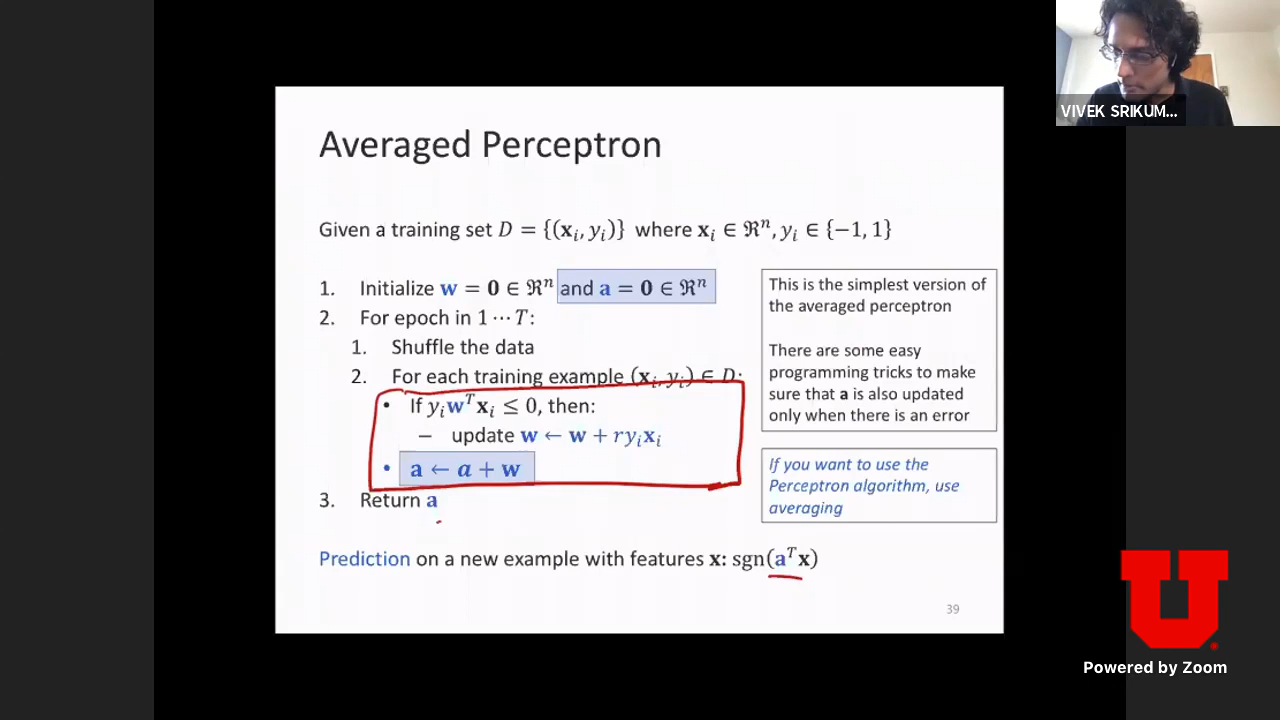 VIVEK SRIKUM...
Averaged Perceptron
Given a training set D = {(𝐱ᵢ, yᵢ)} where 𝐱ᵢ ∈ ℜⁿ, yᵢ ∈ {−1, 1}
1. Initialize 𝐰 = 𝟎 ∈ ℜⁿ and 𝐚 = 𝟎 ∈ ℜⁿ
2. For epoch in 1 ⋯ T:
1. Shuffle the data
2. For each training example (𝐱ᵢ, yᵢ) ∈ D:
• If yᵢ𝐰ᵀ𝐱ᵢ ≤ 0, then:
– update 𝐰 ← 𝐰 + ryᵢ𝐱ᵢ
• 𝐚 ← 𝒂 + 𝐰
3. Return 𝐚
Prediction on a new example with features 𝐱: sgn(𝐚ᵀ𝐱)
This is the simplest version of
the averaged perceptron
There are some easy
programming tricks to make
sure that 𝐚 is also updated
only when there is an error
If you want to use the
Perceptron algorithm, use
averaging
39
U
Powered by Zoom